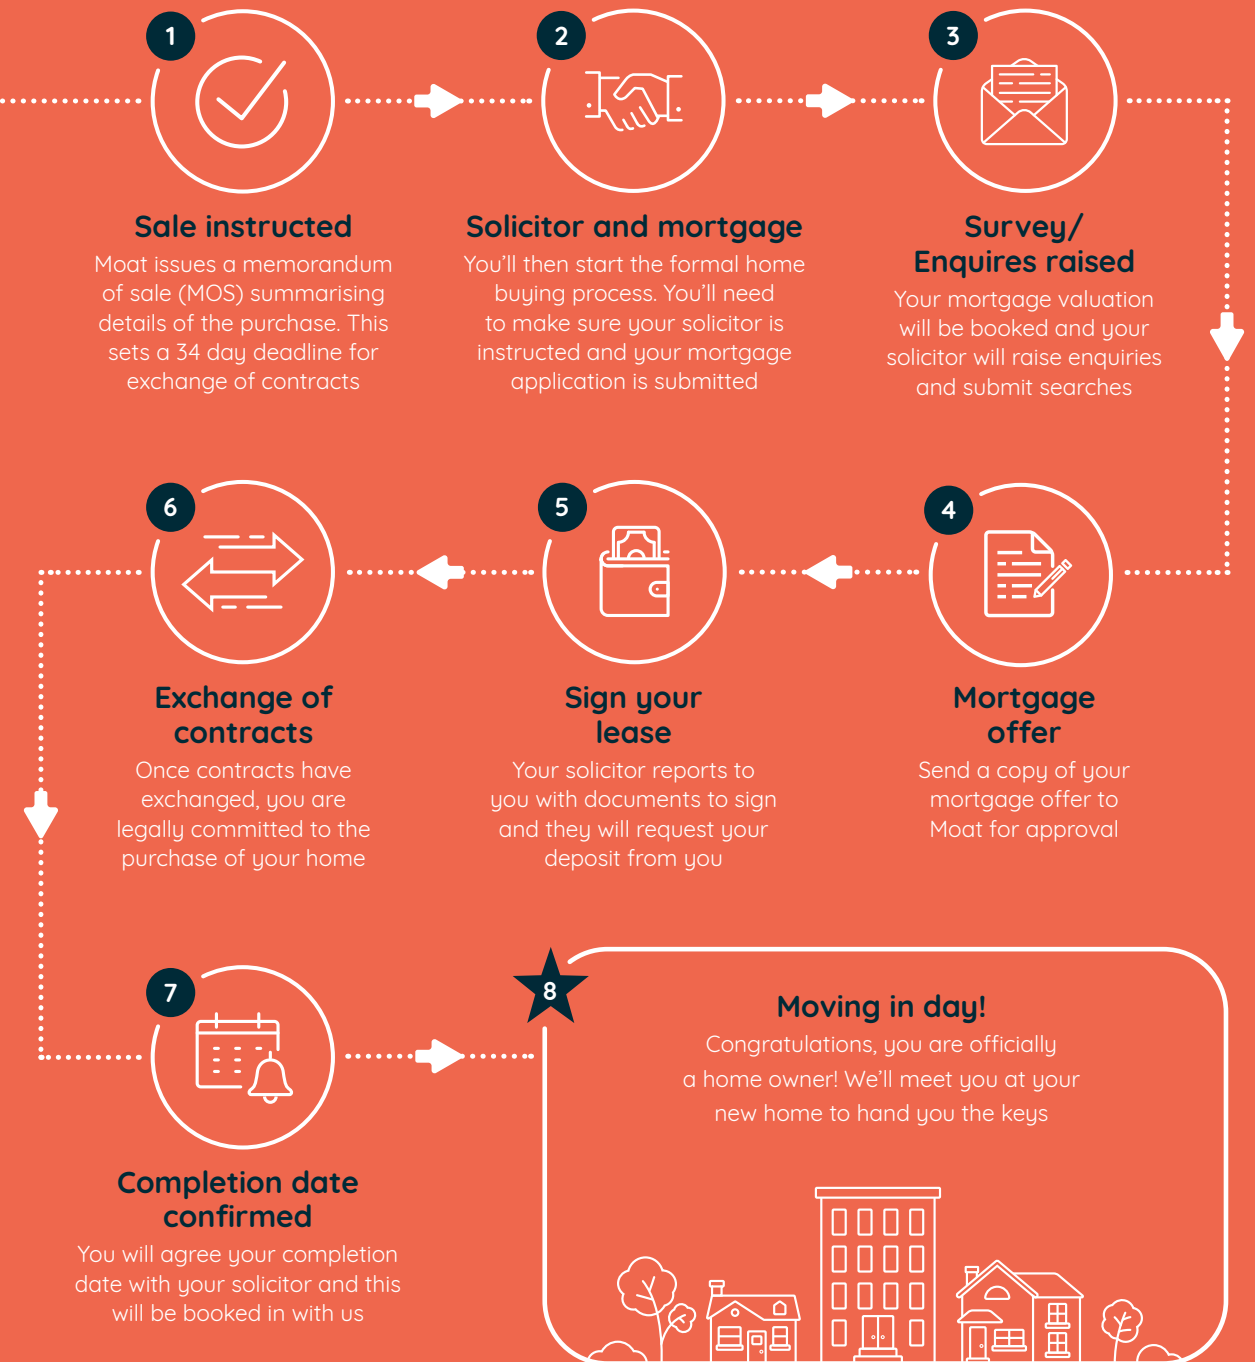 1
Sale instructed
Moat issues a memorandum
of sale (MOS) summarising
details of the purchase. This
sets a 34 day deadline for
exchange of contracts
2
Solicitor and mortgage
You'll then start the formal home
buying process. You'll need
to make sure your solicitor is
instructed and your mortgage
application is submitted
3
Survey/
Enquires raised
Your mortgage valuation
will be booked and your
solicitor will raise enquiries
and submit searches
4
Mortgage
offer
Send a copy of your
mortgage offer to
Moat for approval
5
Sign your
lease
Your solicitor reports to
you with documents to sign
and they will request your
deposit from you
6
Exchange of
contracts
Once contracts have
exchanged, you are
legally committed to the
purchase of your home
7
Completion date
confirmed
You will agree your completion
date with your solicitor and this
will be booked in with us
8
Moving in day!
Congratulations, you are officially
a home owner! We'll meet you at your
new home to hand you the keys